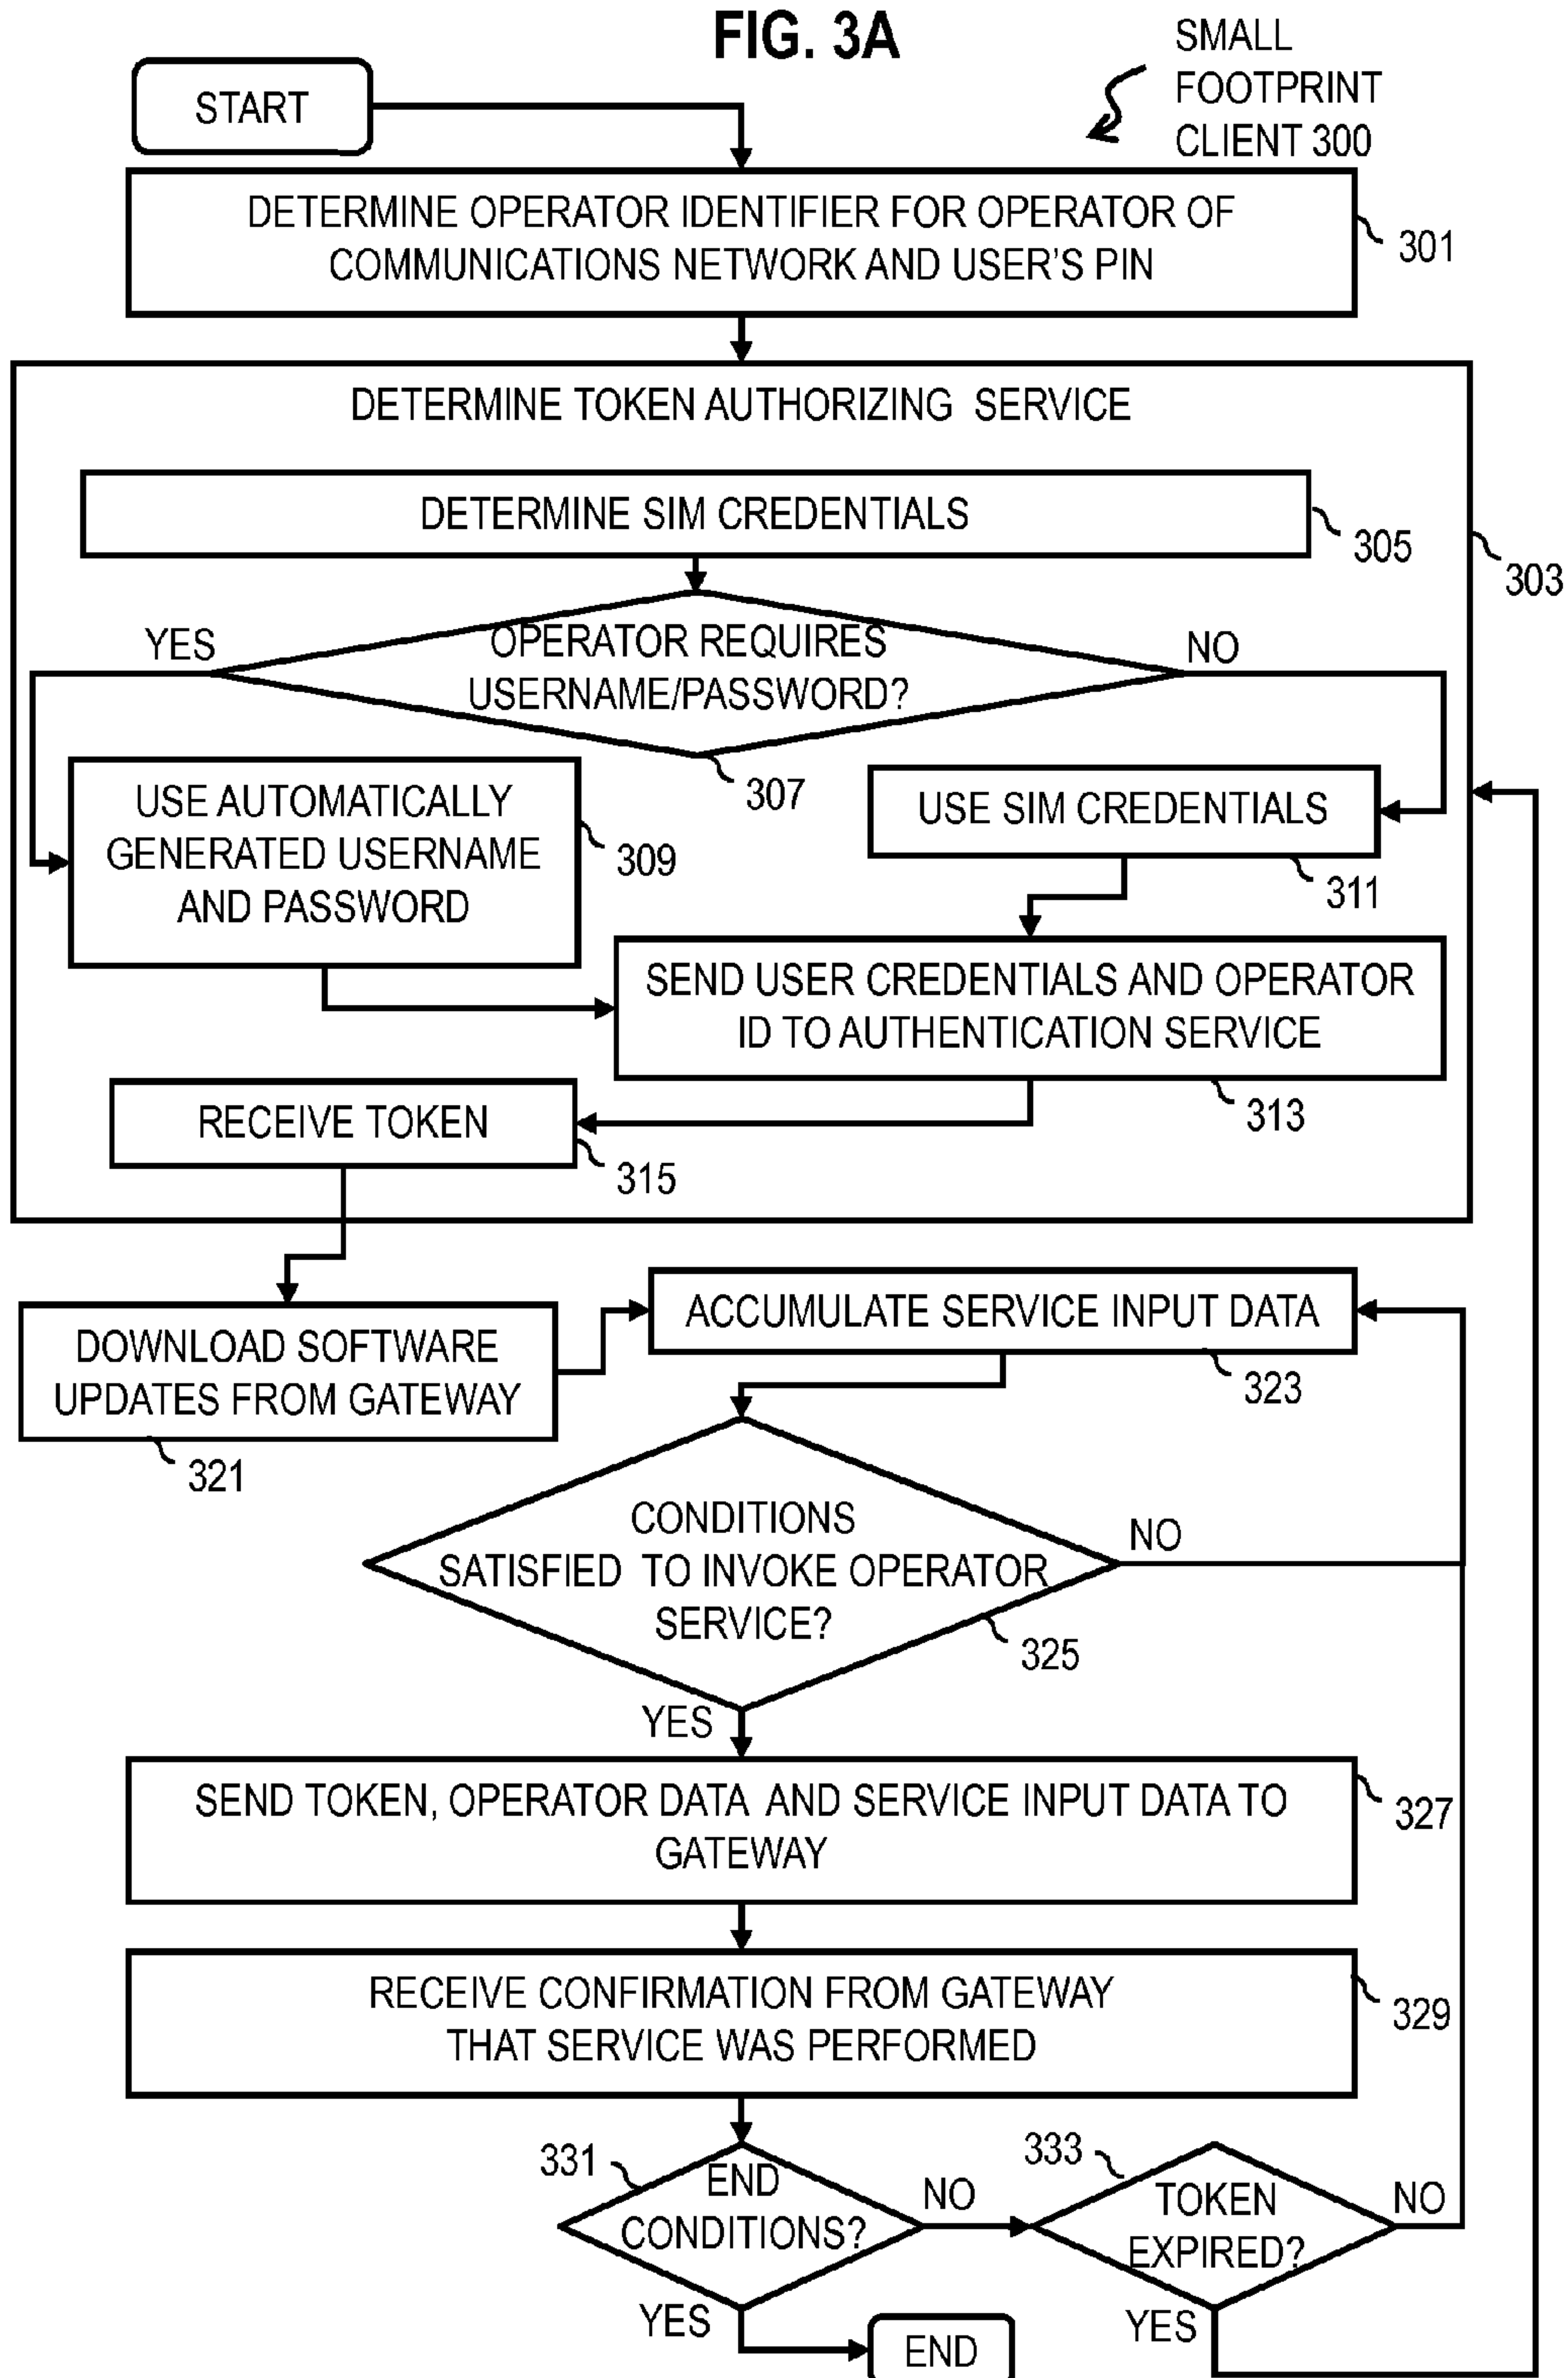 FIG. 3A
SMALL
FOOTPRINT
CLIENT 300
START
DETERMINE OPERATOR IDENTIFIER FOR OPERATOR OF
COMMUNICATIONS NETWORK AND USER'S PIN
301
DETERMINE TOKEN AUTHORIZING SERVICE
303
DETERMINE SIM CREDENTIALS
305
OPERATOR REQUIRES
USERNAME/PASSWORD?
307
YES
NO
USE AUTOMATICALLY
GENERATED USERNAME
AND PASSWORD
309
USE SIM CREDENTIALS
311
SEND USER CREDENTIALS AND OPERATOR
ID TO AUTHENTICATION SERVICE
313
RECEIVE TOKEN
315
DOWNLOAD SOFTWARE
UPDATES FROM GATEWAY
321
ACCUMULATE SERVICE INPUT DATA
323
CONDITIONS
SATISFIED TO INVOKE OPERATOR
SERVICE?
325
NO
YES
SEND TOKEN, OPERATOR DATA AND SERVICE INPUT DATA TO
GATEWAY
327
RECEIVE CONFIRMATION FROM GATEWAY
THAT SERVICE WAS PERFORMED
329
331
END
CONDITIONS?
NO
YES
333
TOKEN
EXPIRED?
NO
YES
END